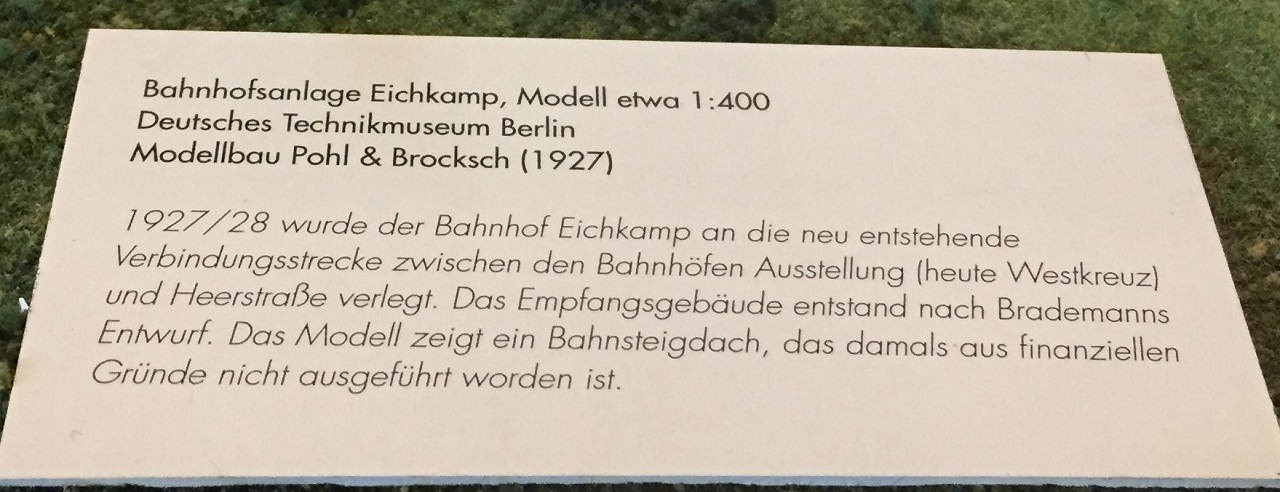 Bahnhofsanlage Eichkamp, Modell etwa 1:400
Deutsches Technikmuseum Berlin
Modellbau Pohl & Brocksch (1927)
1927/28 wurde der Bahnhof Eichkamp an die neu entstehende
Verbindungsstrecke zwischen den Bahnhöfen Ausstellung (heute Westkreuz)
und Heerstraße verlegt. Das Empfangsgebäude entstand nach Brademanns
Entwurf. Das Modell zeigt ein Bahnsteigdach, das damals aus finanziellen
Gründe nicht ausgeführt worden ist.